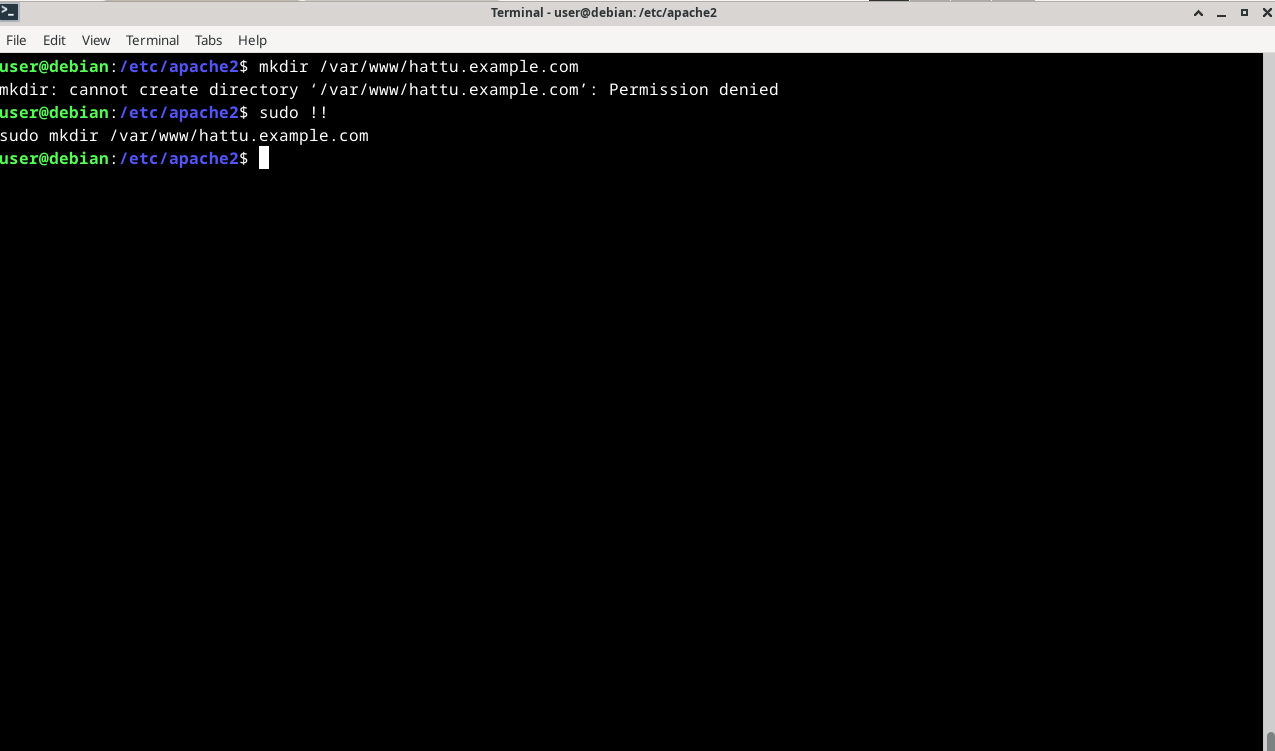 Terminal - user@debian: /etc/apache2
File Edit View Terminal Tabs Help
user@debian:/etc/apache2$ mkdir /var/www/hattu.example.com
mkdir: cannot create directory ‘/var/www/hattu.example.com’: Permission denied
user@debian:/etc/apache2$ sudo !!
sudo mkdir /var/www/hattu.example.com
user@debian:/etc/apache2$